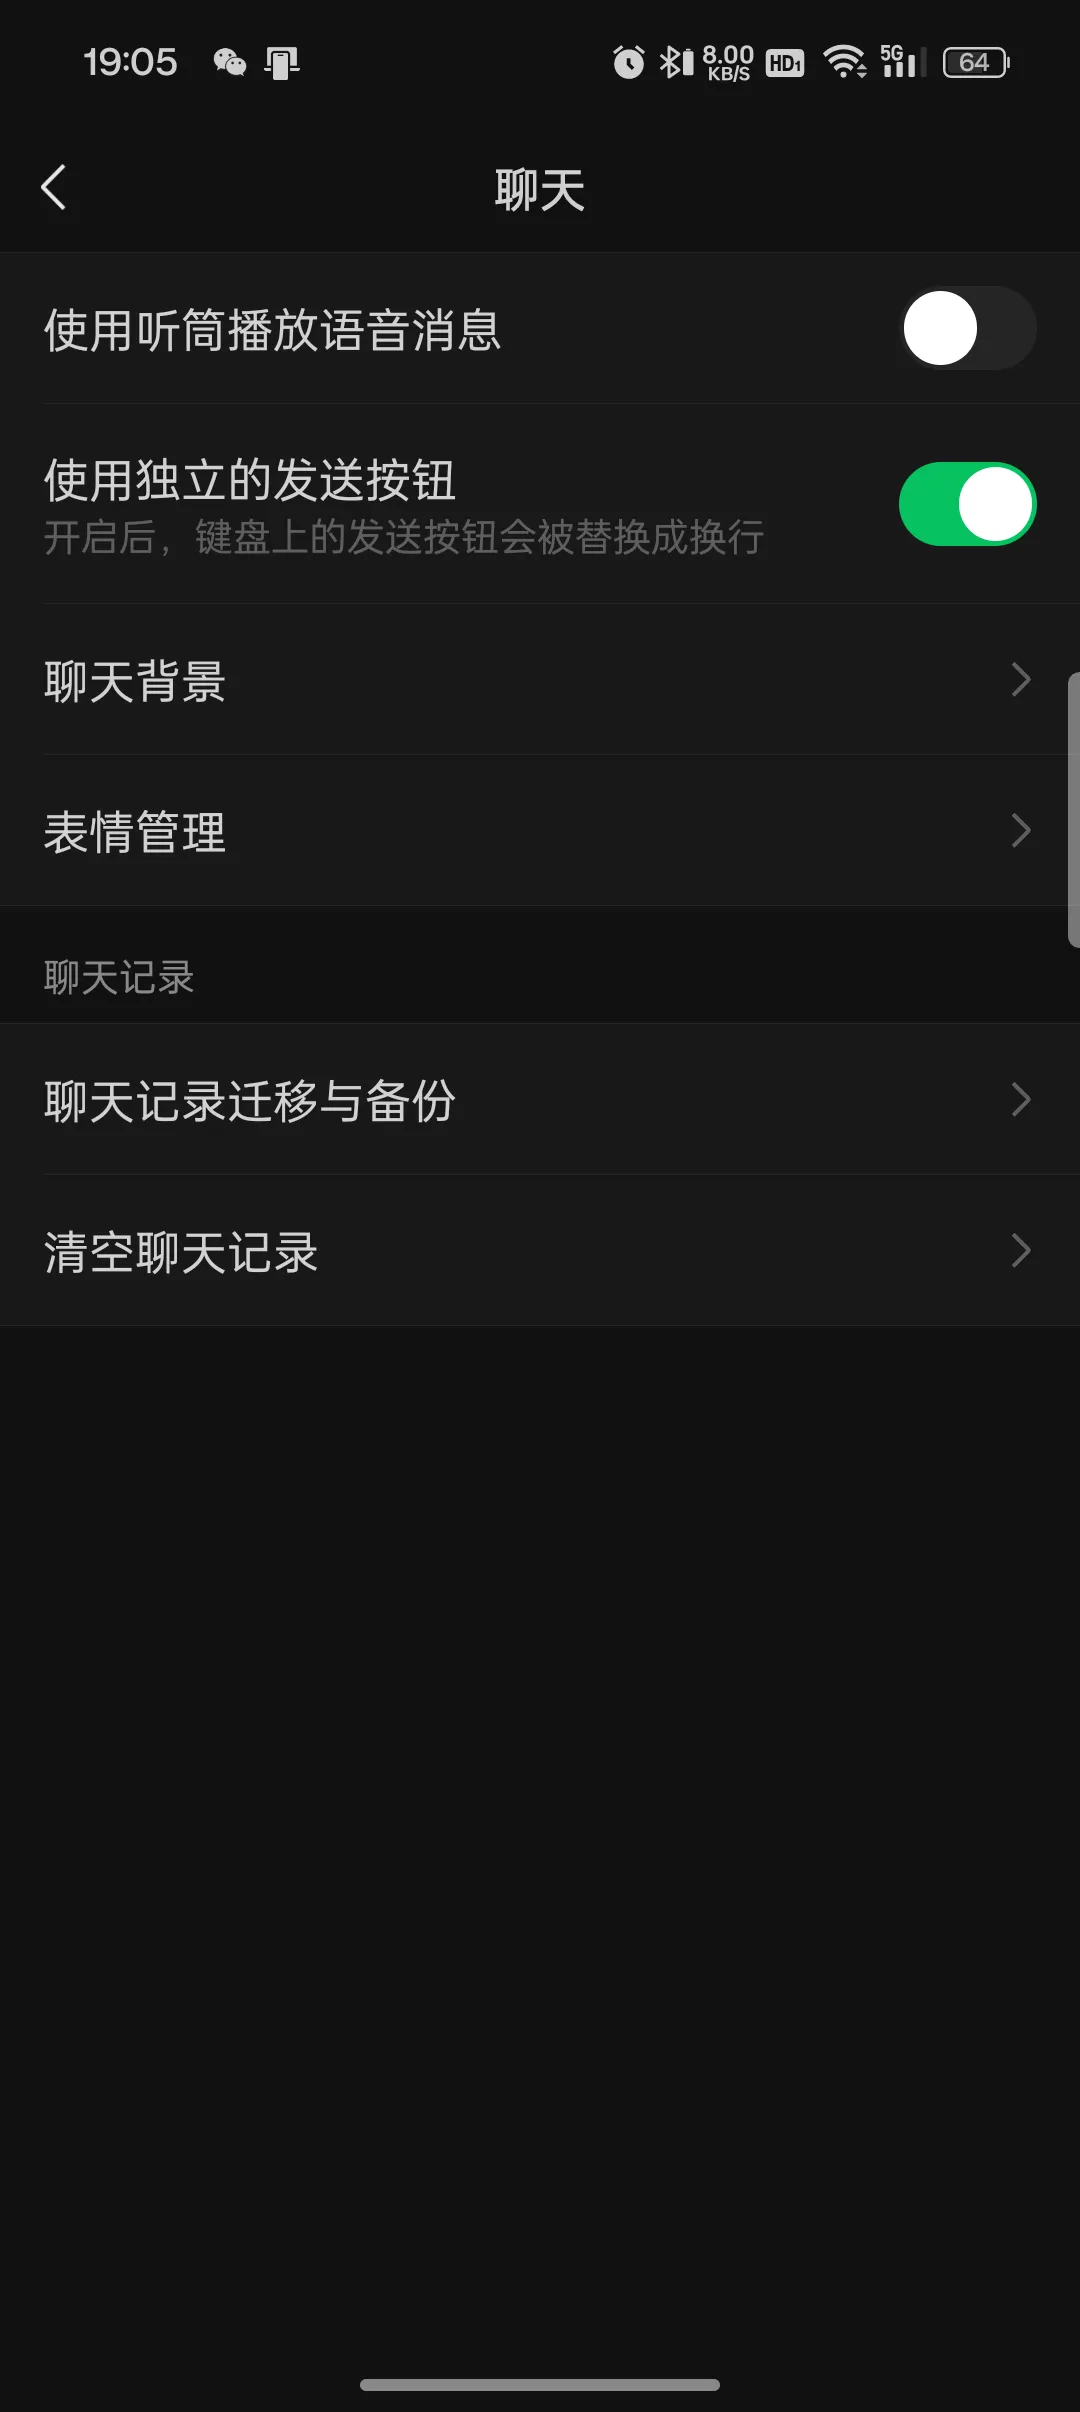 19:05 8.00 KB/S HD1 5G 64
聊天
使用听筒播放语音消息
使用独立的发送按钮
开启后，键盘上的发送按钮会被替换成换行
聊天背景
表情管理
聊天记录
聊天记录迁移与备份
清空聊天记录